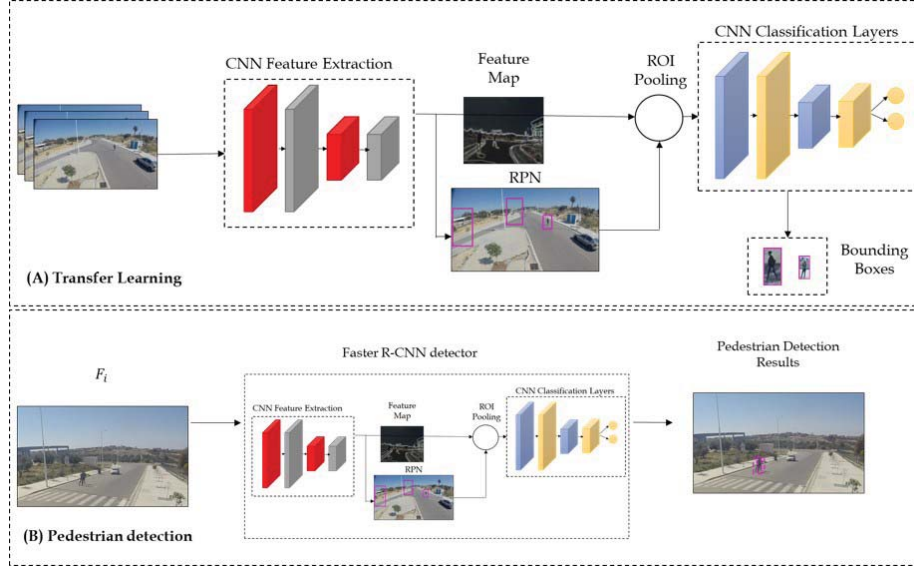 CNN Classification Layers
CNN Feature Extraction
Feature
Map
ROI
Pooling
RPN
Bounding
Boxes
(A) Transfer Learning
Faster R-CNN detector
Pedestrian Detection
Results
Fᵢ
CNN Feature Extraction
Feature
Map
ROI
Pooling
CNN Classification Layers
RPN
(B) Pedestrian detection